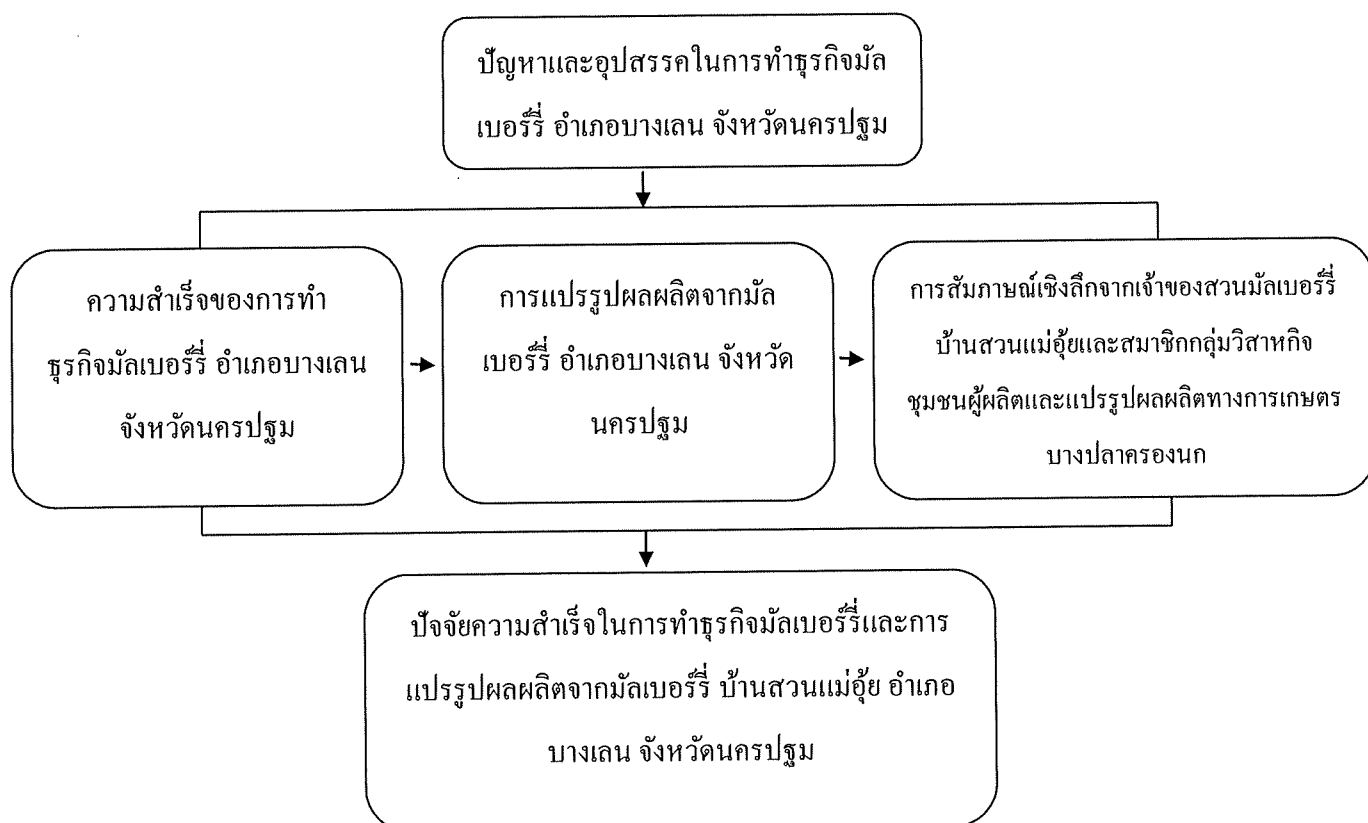 ปัญหาและอุปสรรคในการทำธุรกิจมัล
เบอร์รี่ อำเภอบางเลน จังหวัดนครปฐม
ความสำเร็จของการทำ
ธุรกิจมัลเบอร์รี่ อำเภอบางเลน
จังหวัดนครปฐม
การแปรรูปผลผลิตจากมัล
เบอร์รี่ อำเภอบางเลน จังหวัด
นครปฐม
การสัมภาษณ์เชิงลึกจากเจ้าของสวนมัลเบอร์รี่
บ้านสวนแม่อุ้ยและสมาชิกกลุ่มวิสาหกิจ
ชุมชนผู้ผลิตและแปรรูปผลผลิตทางการเกษตร
บางปลาครองนก
ปัจจัยความสำเร็จในการทำธุรกิจมัลเบอร์รี่และการ
แปรรูปผลผลิตจากมัลเบอร์รี่ บ้านสวนแม่อุ้ย อำเภอ
บางเลน จังหวัดนครปฐม